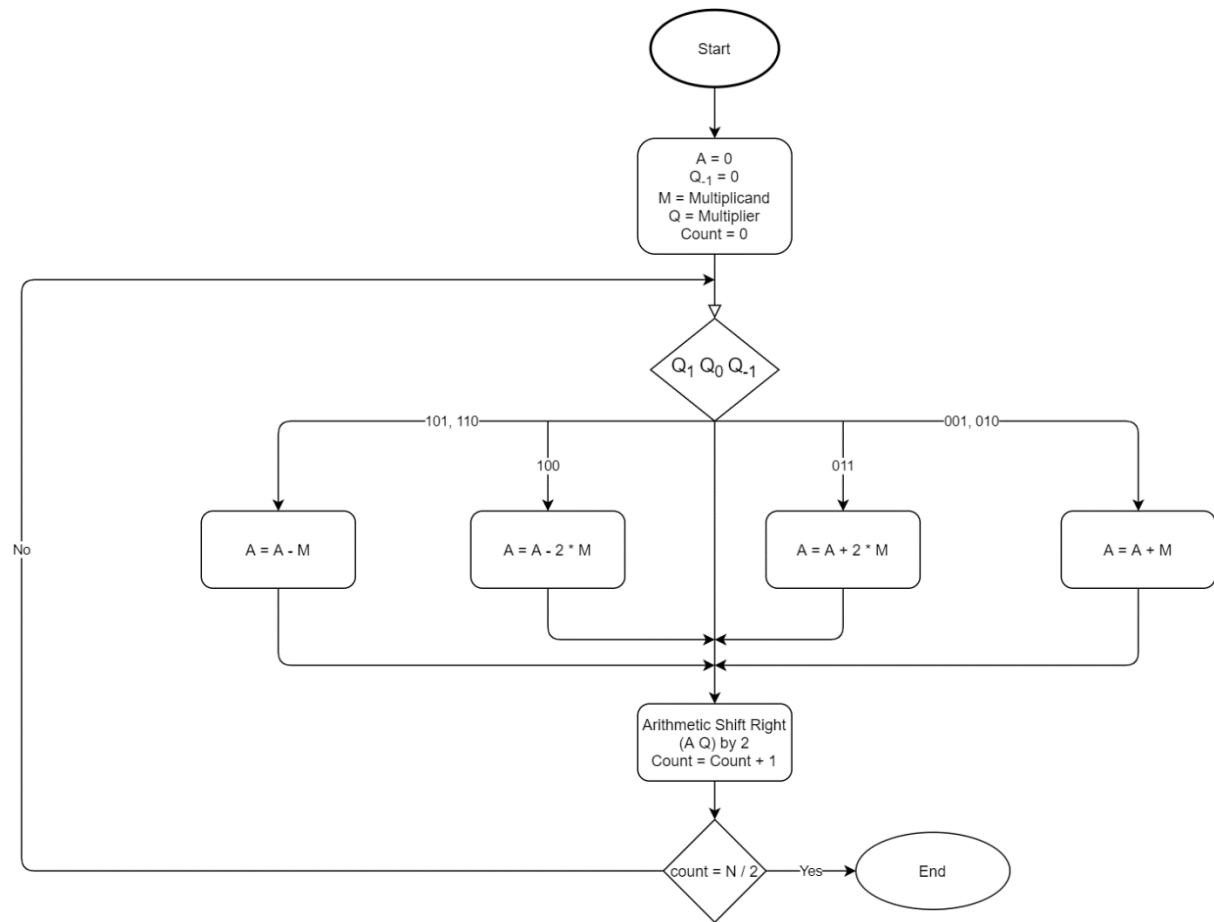 Start
A = 0
Q₋₁ = 0
M = Multiplicand
Q = Multiplier
Count = 0
Q₁ Q₀ Q₋₁
101, 110
001, 010
100
011
No
A = A - M
A = A - 2 * M
A = A + 2 * M
A = A + M
Arithmetic Shift Right
(A Q) by 2
Count = Count + 1
count = N / 2
Yes
End